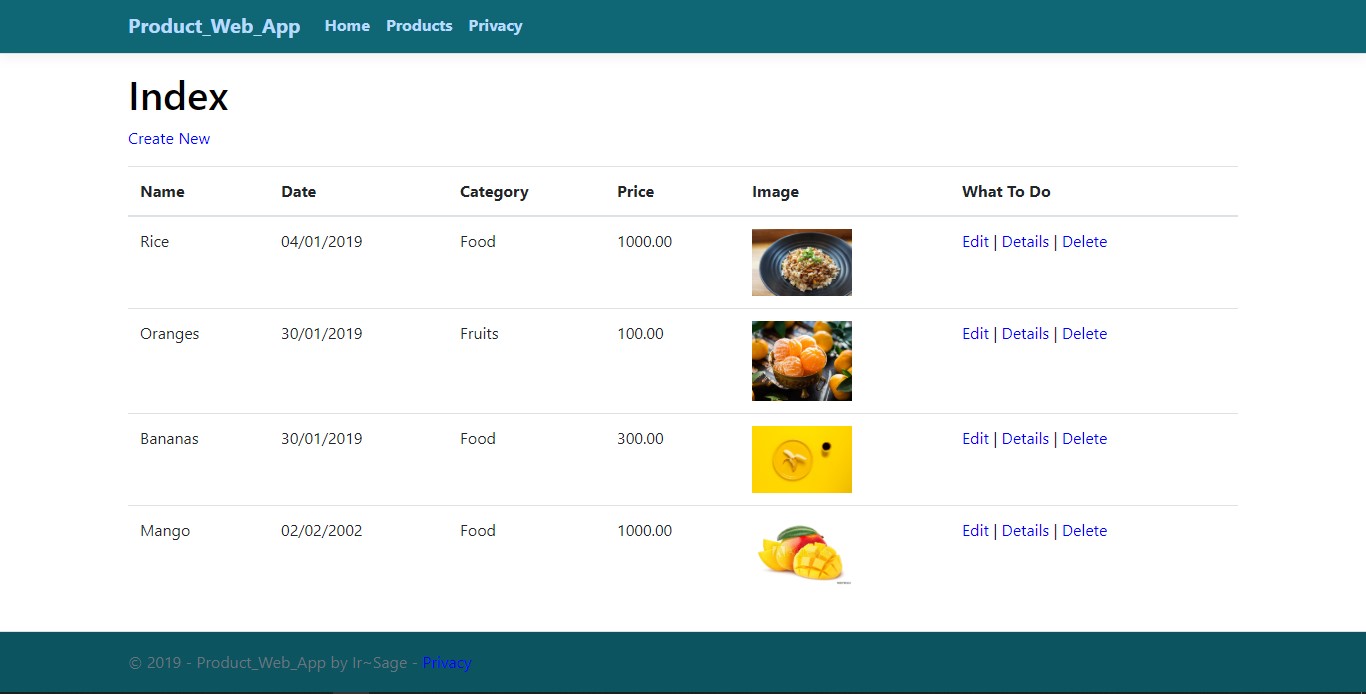 Product_Web_App Home Products Privacy
Index
Create New
Name Date Category Price Image What To Do
Rice 04/01/2019 Food 1000.00 Edit | Details | Delete
Oranges 30/01/2019 Fruits 100.00 Edit | Details | Delete
Bananas 30/01/2019 Food 300.00 Edit | Details | Delete
Mango 02/02/2002 Food 1000.00 Edit | Details | Delete
© 2019 - Product_Web_App by Ir~Sage - Privacy